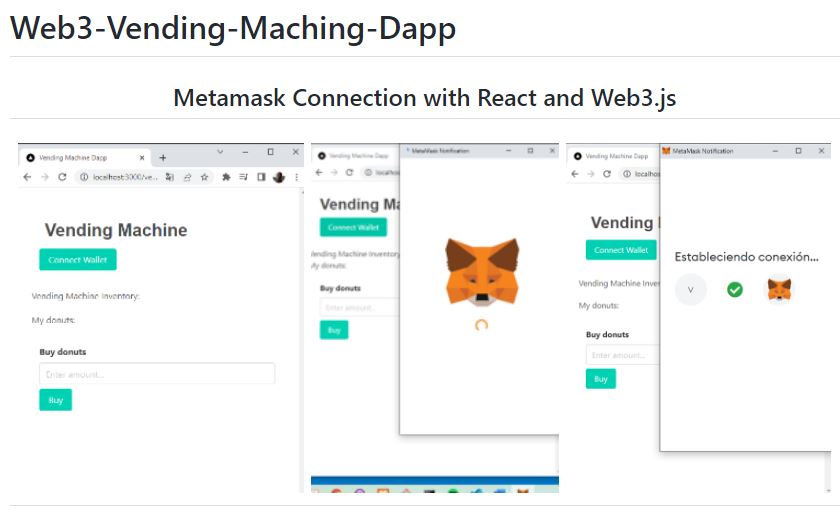 Web3-Vending-Maching-Dapp
Metamask Connection with React and Web3.js
Vending Machine Dapp
localhost:3000/ve...
Vending Machine
Connect Wallet
Vending Machine Inventory:
My donuts:
Buy donuts
Enter amount...
Buy
Vending Machine Dapp
MetaMask Notification
localhos
Vending Ma
Connect Wallet
Vending Machine Inventory
My donuts:
Buy donuts
Enter amount...
Buy
Vending Machine Dapp
MetaMask Notification
localhos
Vending
Connect Wallet
Vending Machine Inver
My donuts:
Buy donuts
Enter amount...
Buy
Estableciendo conexión...
V